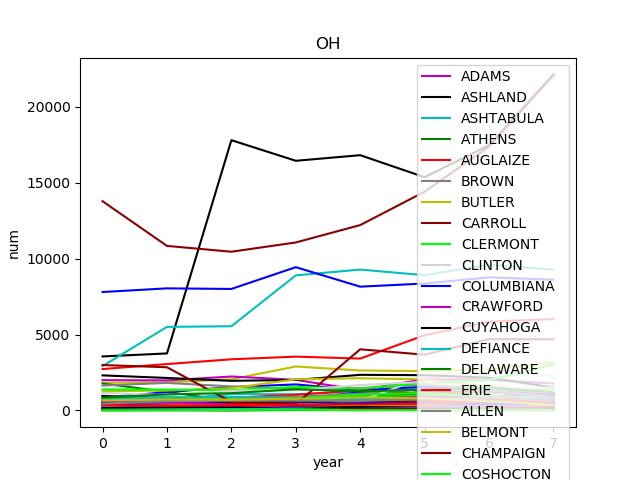 OH
20000
15000
10000
5000
0
num
0 1 2 3 4 5 6 7
year
ADAMS
ASHLAND
ASHTABULA
ATHENS
AUGLAIZE
BROWN
BUTLER
CARROLL
CLERMONT
CLINTON
COLUMBIANA
CRAWFORD
CUYAHOGA
DEFIANCE
DELAWARE
ERIE
ALLEN
BELMONT
CHAMPAIGN
COSHOCTON